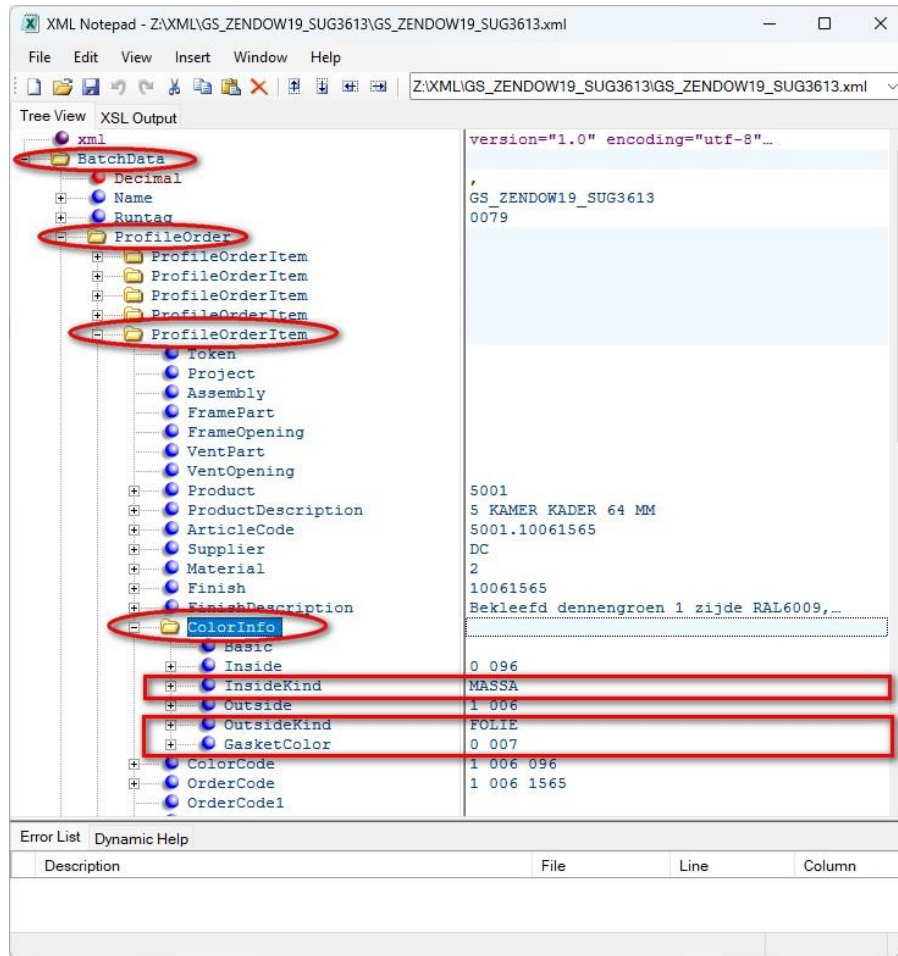 XML Notepad - Z:\XML\GS_ZENDOW19_SUG3613\GS_ZENDOW19_SUG3613.xml
File Edit View Insert Window Help
Z:\XML\GS_ZENDOW19_SUG3613\GS_ZENDOW19_SUG3613.xml
Tree View XSL Output
xml version="1.0" encoding="utf-8"…
BatchData
Decimal ,
Name GS_ZENDOW19_SUG3613
Runtag 0079
ProfileOrder
ProfileOrderItem
ProfileOrderItem
ProfileOrderItem
ProfileOrderItem
ProfileOrderItem
Token
Project
Assembly
FramePart
FrameOpening
VentPart
VentOpening
Product 5001
ProductDescription 5 KAMER KADER 64 MM
ArticleCode 5001.10061565
Supplier DC
Material 2
Finish 10061565
FinishDescription Bekleefd dennengroen 1 zijde RAL6009,…
ColorInfo
Basic
Inside 0 096
InsideKind MASSA
Outside 1 006
OutsideKind FOLIE
GasketColor 0 007
ColorCode 1 006 096
OrderCode 1 006 1565
OrderCode1
Error List Dynamic Help
Description File Line Column